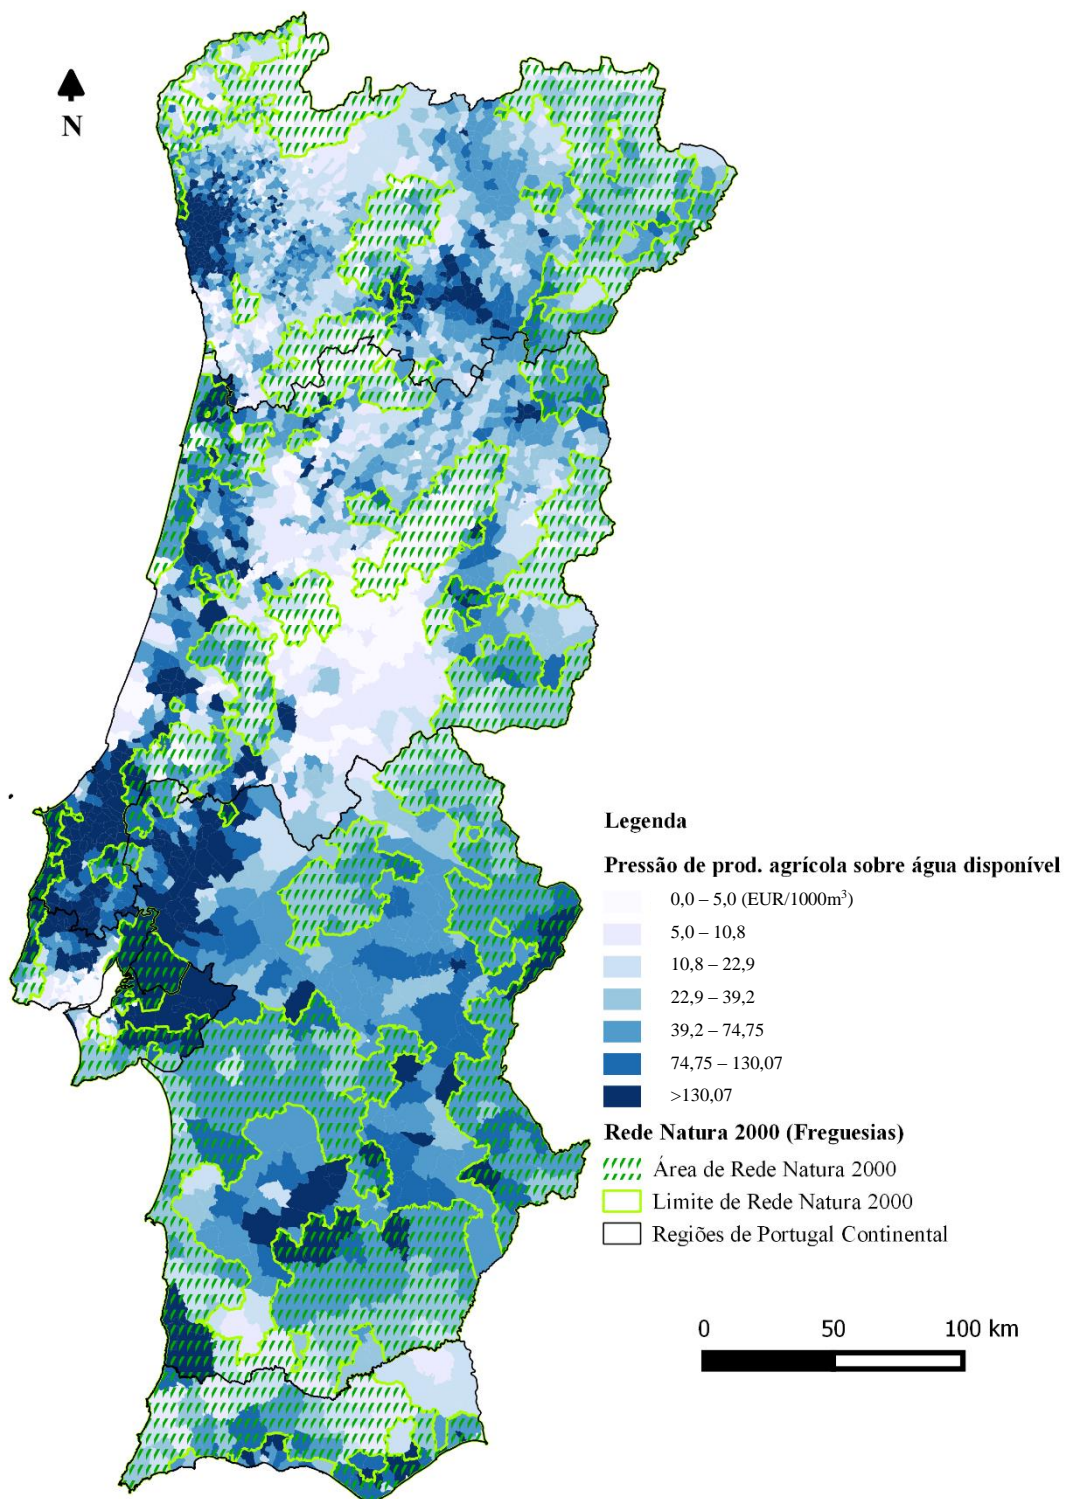 N
Legenda
Pressão de prod. agrícola sobre água disponível
0,0 – 5,0 (EUR/1000m³)
5,0 – 10,8
10,8 – 22,9
22,9 – 39,2
39,2 – 74,75
74,75 – 130,07
>130,07
Rede Natura 2000 (Freguesias)
Área de Rede Natura 2000
Limite de Rede Natura 2000
Regiões de Portugal Continental
0 50 100 km